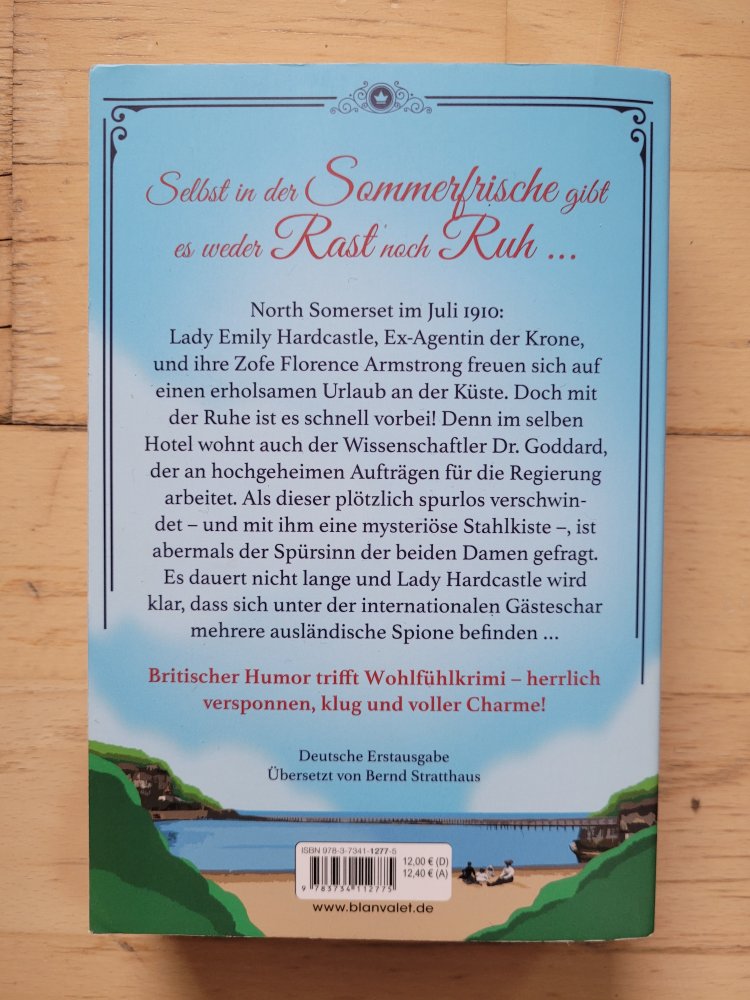 Selbst in der Sommerfrische gibt
es weder Rast noch Ruh ...
North Somerset im Juli 1910:
Lady Emily Hardcastle, Ex-Agentin der Krone,
und ihre Zofe Florence Armstrong freuen sich auf
einen erholsamen Urlaub an der Küste. Doch mit
der Ruhe ist es schnell vorbei! Denn im selben
Hotel wohnt auch der Wissenschaftler Dr. Goddard,
der an hochgeheimen Aufträgen für die Regierung
arbeitet. Als dieser plötzlich spurlos verschwin-
det – und mit ihm eine mysteriöse Stahlkiste –, ist
abermals der Spürsinn der beiden Damen gefragt.
Es dauert nicht lange und Lady Hardcastle wird
klar, dass sich unter der internationalen Gästeschar
mehrere ausländische Spione befinden ...
Britischer Humor trifft Wohlfühlkrimi – herrlich
versponnen, klug und voller Charme!
Deutsche Erstausgabe
Übersetzt von Bernd Stratthaus
ISBN 978-3-7341-1277-5
12,00 € (D)
12,40 € (A)
9 783734 112775
www.blanvalet.de